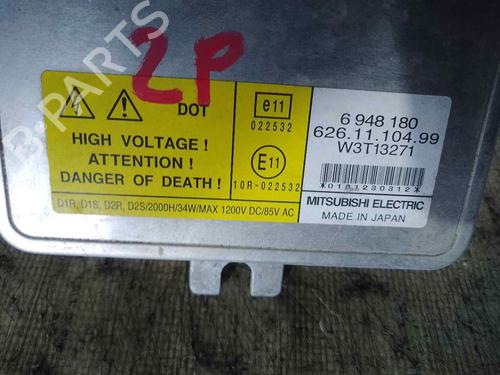 B-PARTS
2P
DOT
HIGH VOLTAGE !
ATTENTION !
DANGER OF DEATH !
D1R, D1S, D2R, D2S/2000H/34W/MAX 1200V DC/85V AC
e11
022532
E11
10R-022532
6 948 180
626.11.104.99
W3T13271
*0101230312*
MITSUBISHI ELECTRIC
MADE IN JAPAN